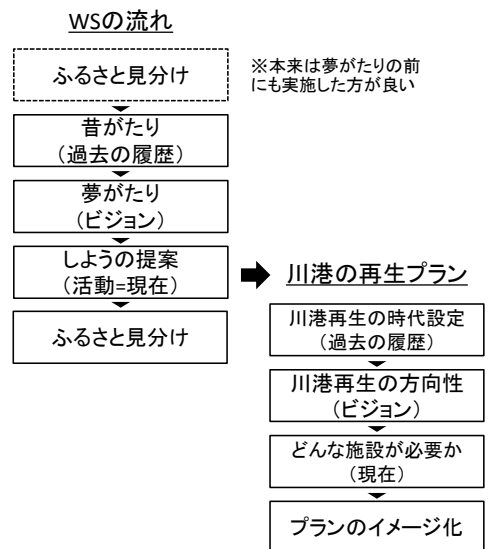 WSの流れ
ふるさと見分け
※本来は夢がたりの前
にも実施した方が良い
昔がたり
（過去の履歴）
夢がたり
（ビジョン）
しようの提案
（活動=現在）
ふるさと見分け
川港の再生プラン
川港再生の時代設定
（過去の履歴）
川港再生の方向性
（ビジョン）
どんな施設が必要か
（現在）
プランのイメージ化